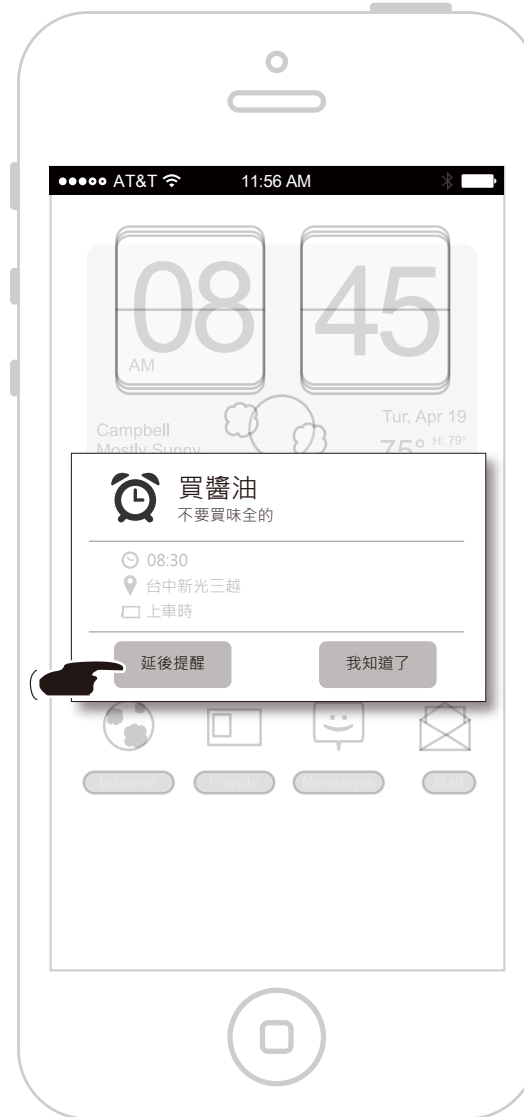 AT&T 11:56 AM
08 45
AM
Campbell
Mostly Sunny
Tur, Apr 19
75° H: 79°
買醬油
不要買味全的
08:30
台中新光三越
上車時
延後提醒 我知道了
Internet People Messages Mail